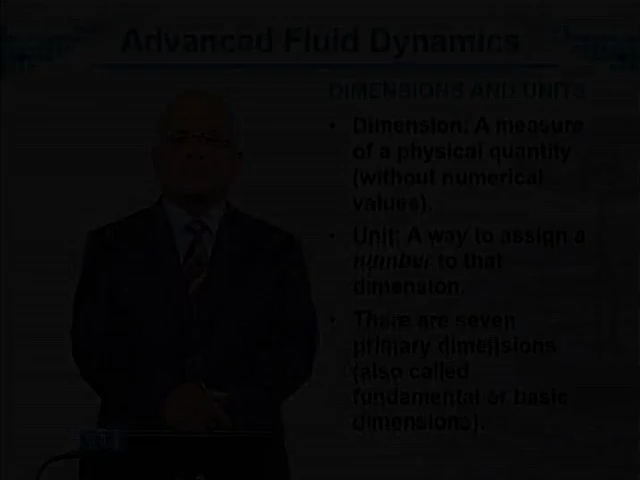 Advanced Fluid Dynamics
DIMENSIONS AND UNITS
• Dimension: A measure
of a physical quantity
(without numerical
values).
• Unit: A way to assign a
number to that
dimension.
• There are seven
primary dimensions
(also called
fundamental or basic
dimensions).